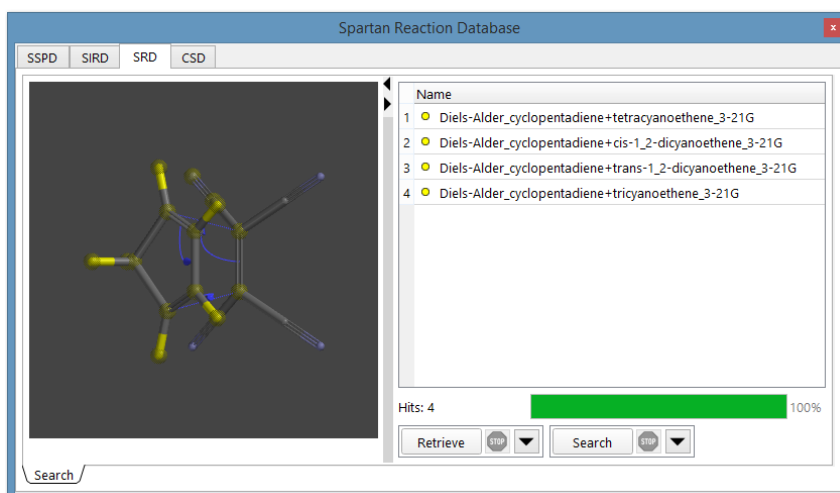 Spartan Reaction Database
x
SSPD SIRD SRD CSD
Name
1 Diels-Alder_cyclopentadiene+tetracyanoethene_3-21G
2 Diels-Alder_cyclopentadiene+cis-1_2-dicyanoethene_3-21G
3 Diels-Alder_cyclopentadiene+trans-1_2-dicyanoethene_3-21G
4 Diels-Alder_cyclopentadiene+tricyanoethene_3-21G
Hits: 4 100%
Retrieve STOP Search STOP
Search